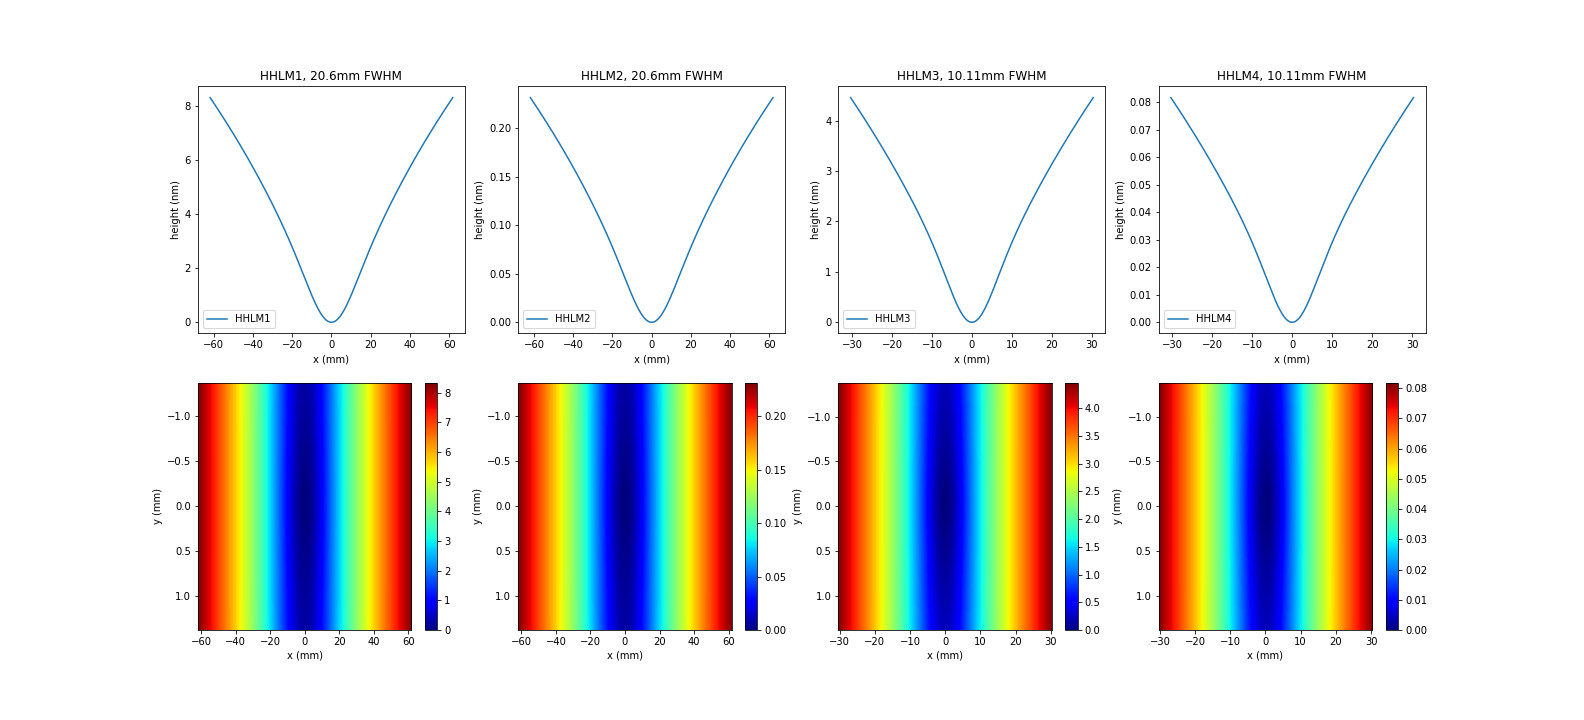 HHLM1, 20.6mm FWHM
8
6
4
2
0
height (nm)
HHLM1
−60 −40 −20 0 20 40 60
x (mm)
HHLM2, 20.6mm FWHM
0.20
0.15
0.10
0.05
0.00
height (nm)
HHLM2
−60 −40 −20 0 20 40 60
x (mm)
HHLM3, 10.11mm FWHM
4
3
2
1
0
height (nm)
HHLM3
−30 −20 −10 0 10 20 30
x (mm)
HHLM4, 10.11mm FWHM
0.08
0.07
0.06
0.05
0.04
0.03
0.02
0.01
0.00
height (nm)
HHLM4
−30 −20 −10 0 10 20 30
x (mm)
−1.0
−0.5
0.0
0.5
1.0
y (mm)
−60 −40 −20 0 20 40 60
x (mm)
8
7
6
5
4
3
2
1
0
−1.0
−0.5
0.0
0.5
1.0
y (mm)
−60 −40 −20 0 20 40 60
x (mm)
0.20
0.15
0.10
0.05
0.00
−1.0
−0.5
0.0
0.5
1.0
y (mm)
−30 −20 −10 0 10 20 30
x (mm)
4.0
3.5
3.0
2.5
2.0
1.5
1.0
0.5
0.0
−1.0
−0.5
0.0
0.5
1.0
y (mm)
−30 −20 −10 0 10 20 30
x (mm)
0.08
0.07
0.06
0.05
0.04
0.03
0.02
0.01
0.00